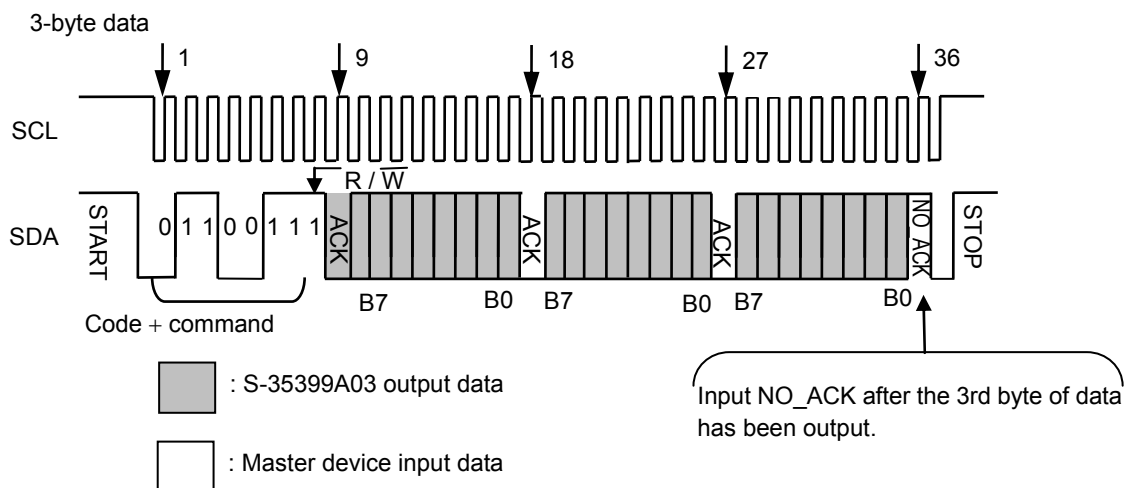 3-byte data
1 9 18 27 36
SCL
R / W
SDA
START
0 1 1 0 0 1 1 1
ACK
ACK
ACK
NO_ACK
STOP
B7 B0 B7 B0 B7 B0
Code + command
: S-35399A03 output data
Input NO_ACK after the 3rd byte of data
has been output.
: Master device input data